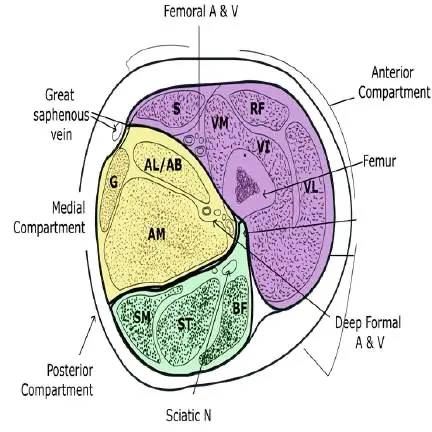 Femoral A & V
Great
saphenous
vein
Anterior
Compartment
S
RF
VM
VI
Femur
AL/AB
G
VL
Medial
Compartment
AM
SM
ST
BF
Deep Formal
A & V
Posterior
Compartment
Sciatic N